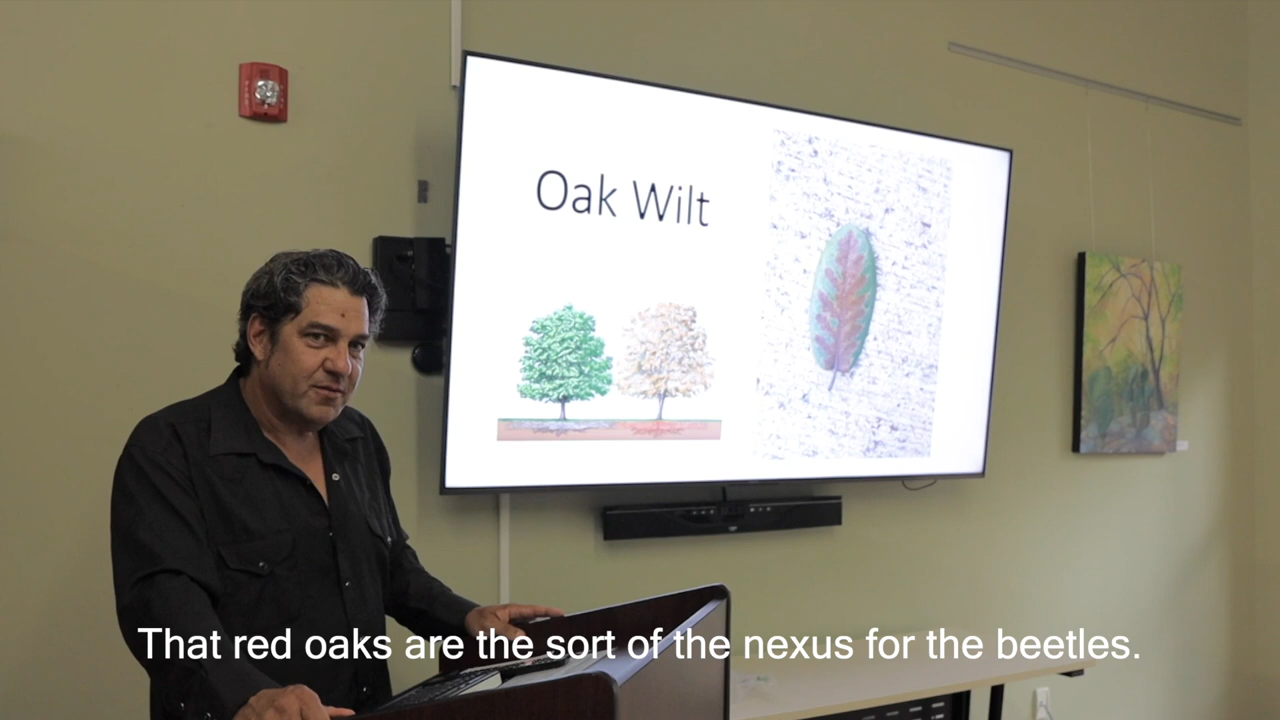 Oak Wilt
That red oaks are the sort of the nexus for the beetles.